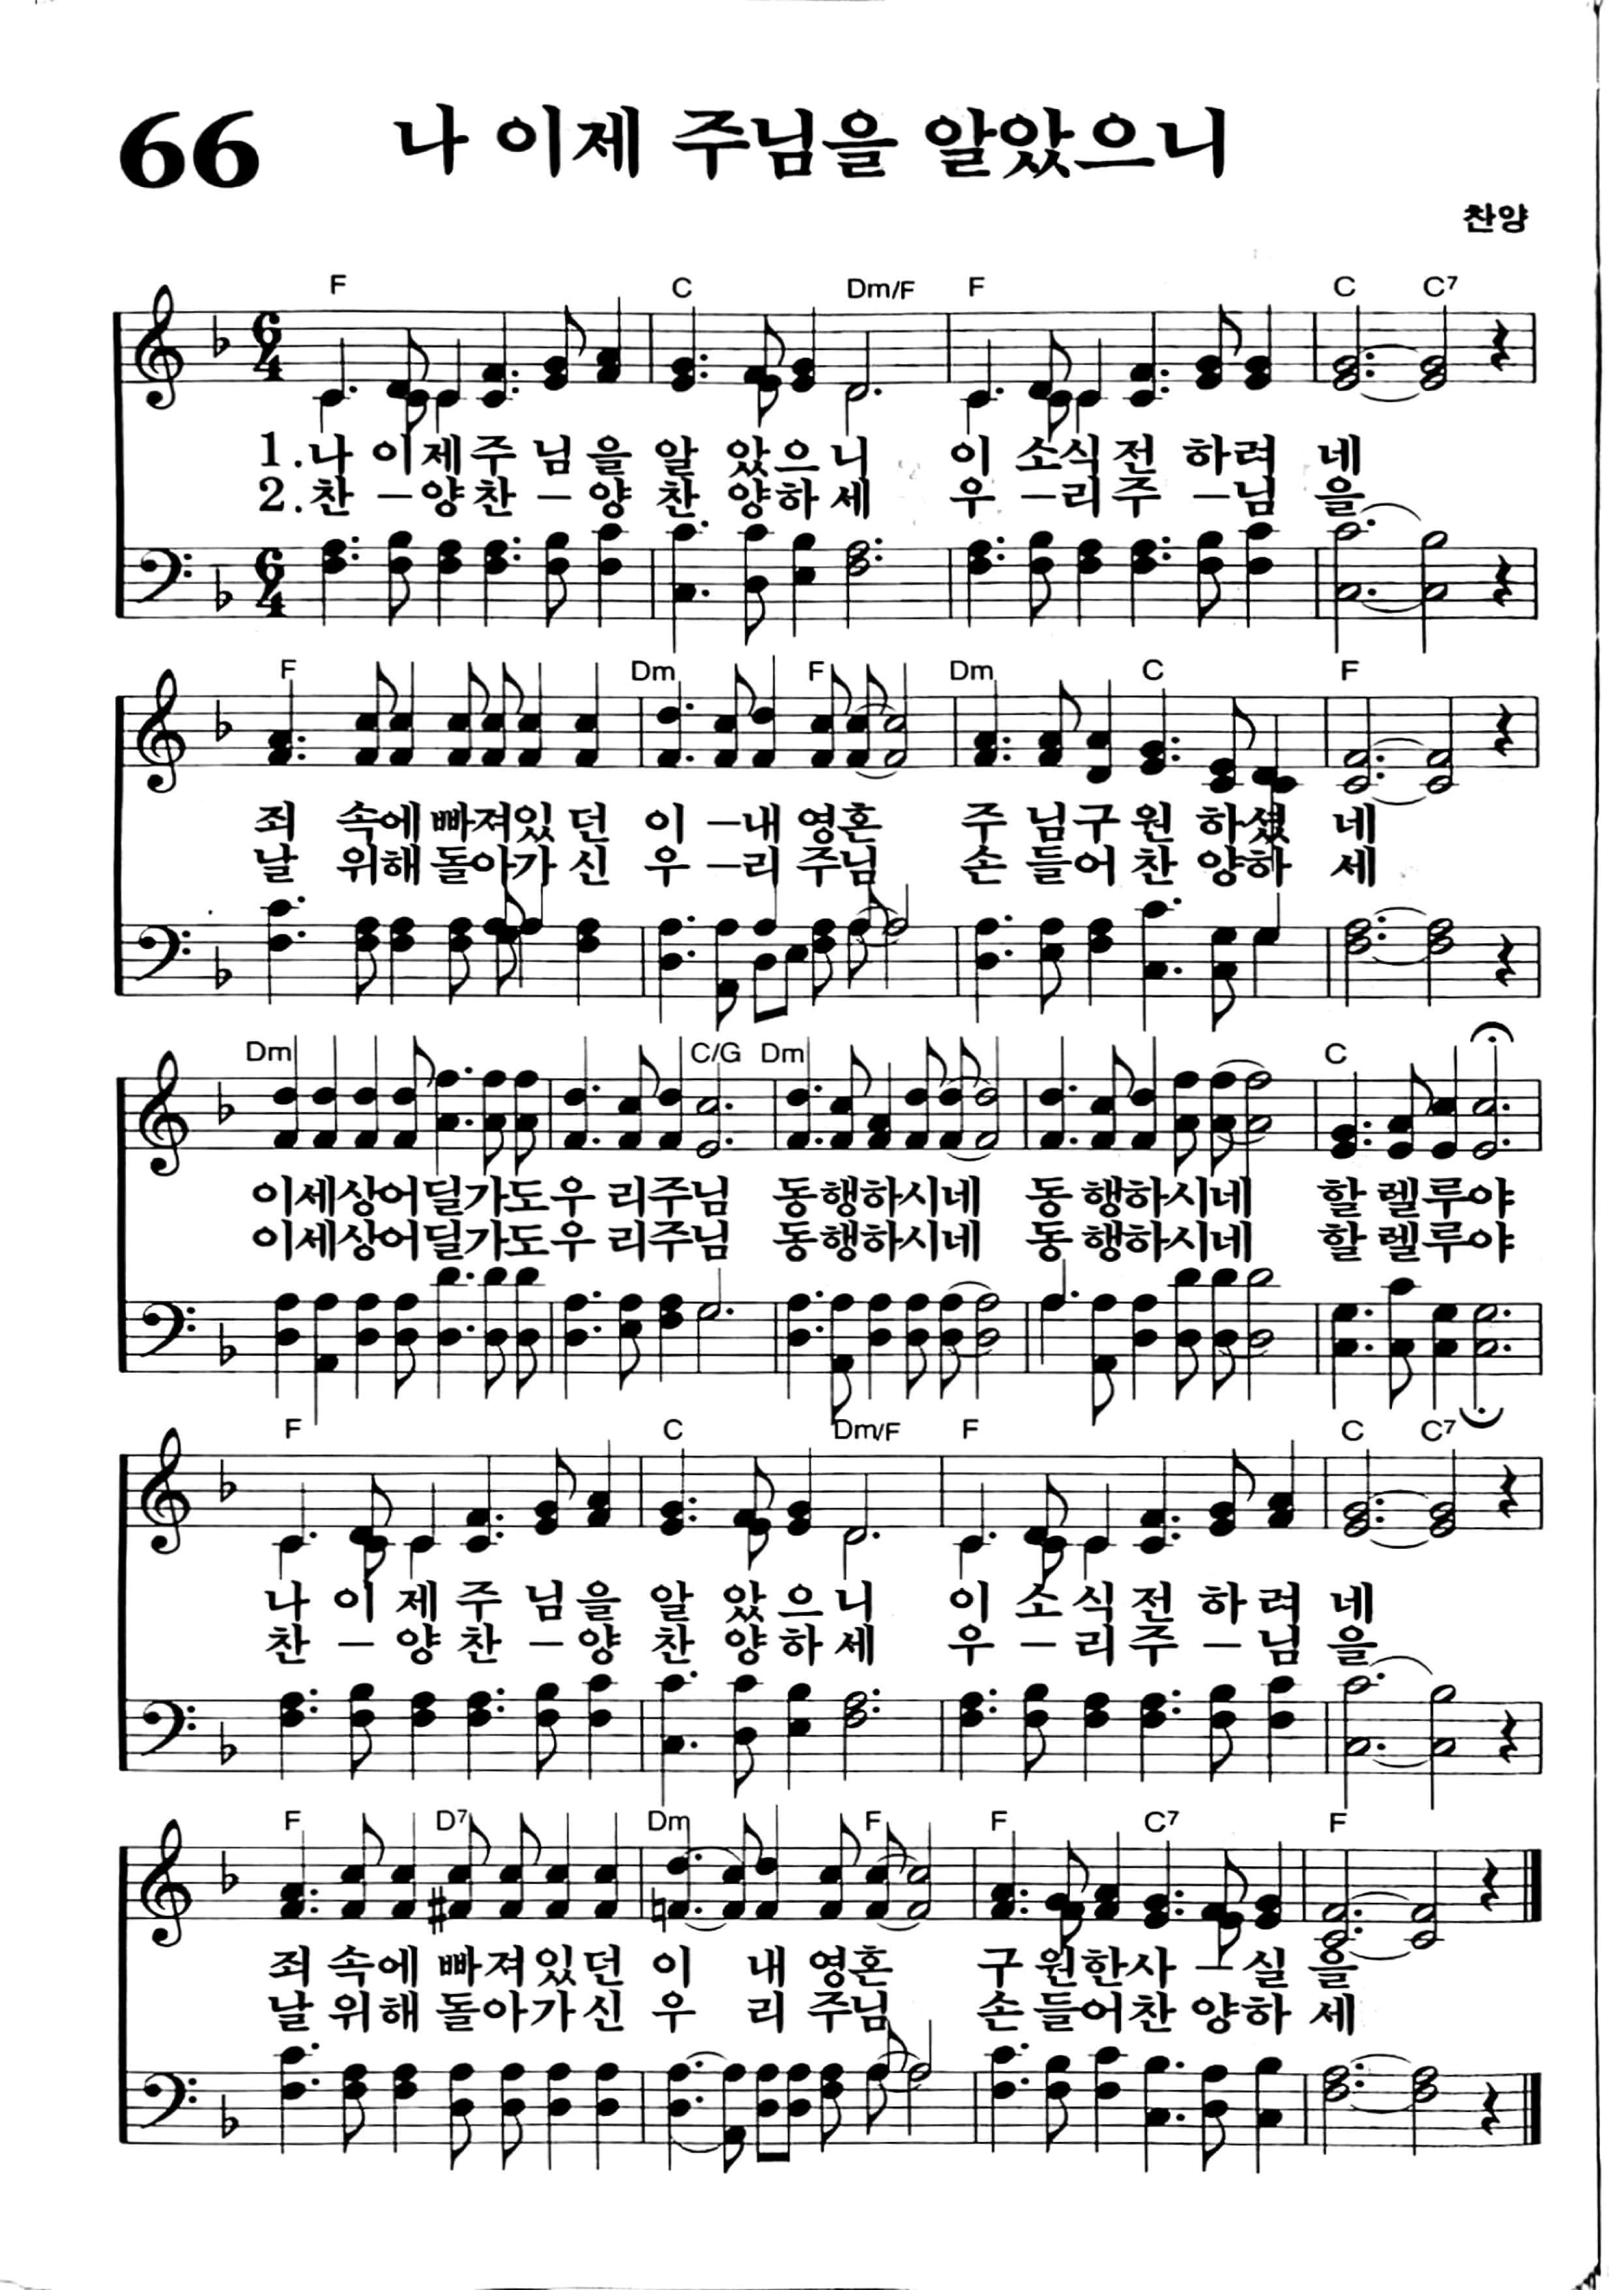 66 나 이제 주님을 알았으니
찬양
F C Dm/F F C C7
6/4
1.나 이제주 님을 알 았으니 이 소식전 하려 네
2.찬 –양찬 –양 찬 양하세 우 –리주 –님 을
6/4
F Dm F Dm C F
죄 속에빠져있던 이 –내 영혼 주 님구 원 하셨 네
날 위해돌아가신 우 –리 주님 손 들어 찬 양하 세
Dm C/G Dm C
이세상어딜가도우 리주님 동행하시네 동 행하시네 할 렐루야
이세상어딜가도우 리주님 동행하시네 동 행하시네 할 렐루야
F C Dm/F F C C7
나 이 제주 님을 알 았으니 이 소식전 하려 네
찬 – 양찬 –양 찬 양하세 우 –리주 –님 을
F D7 Dm F F C7 F
죄 속에 빠져있던 이 내 영혼 구 원한사 –실 을
날 위해 돌아가신 우 리 주님 손 들어찬 양하 세